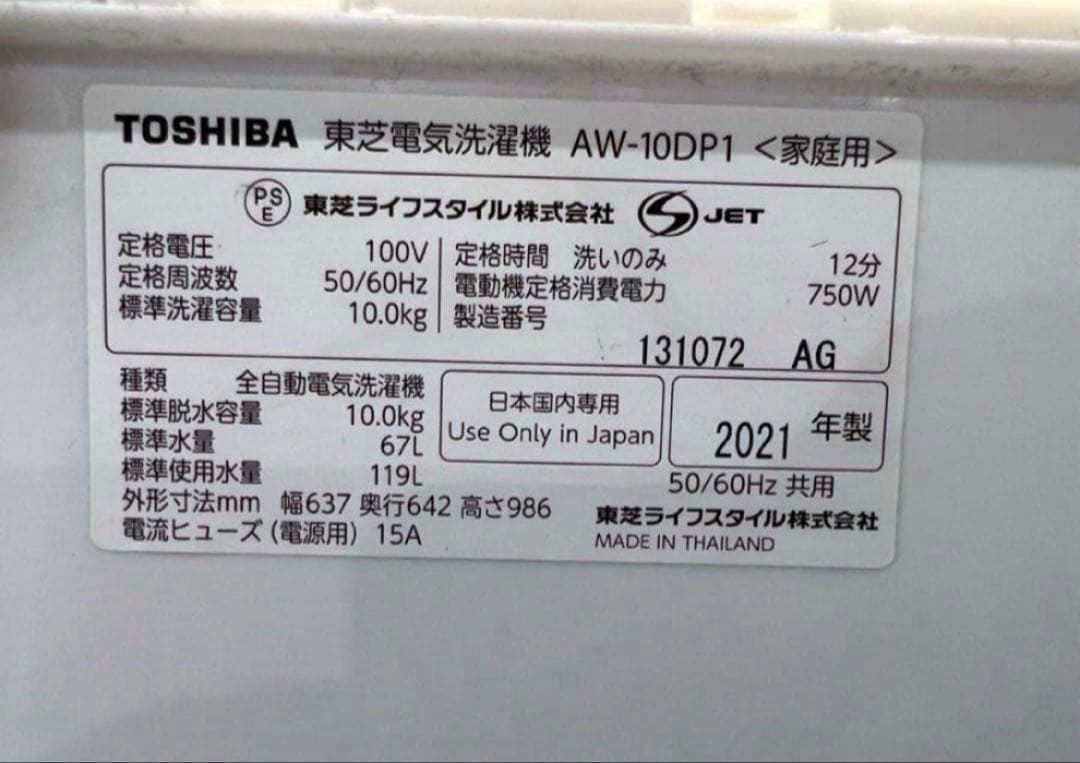 TOSHIBA 東芝電気洗濯機 AW-10DP1 <家庭用>
PSE 東芝ライフスタイル株式会社 S JET
定格電圧 100V
定格周波数 50/60Hz
標準洗濯容量 10.0kg
定格時間 洗いのみ 12分
電動機定格消費電力 750W
製造番号
131072 AG
種類 全自動電気洗濯機
標準脱水容量 10.0kg
標準水量 67L
標準使用水量 119L
外形寸法mm 幅637 奥行642 高さ986
電流ヒューズ (電源用) 15A
日本国内専用
Use Only in Japan
2021 年製
50/60Hz 共用
東芝ライフスタイル株式会社
MADE IN THAILAND